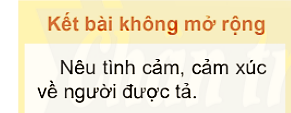 Kết bài không mở rộng
Nêu tình cảm, cảm xúc
về người được tả.